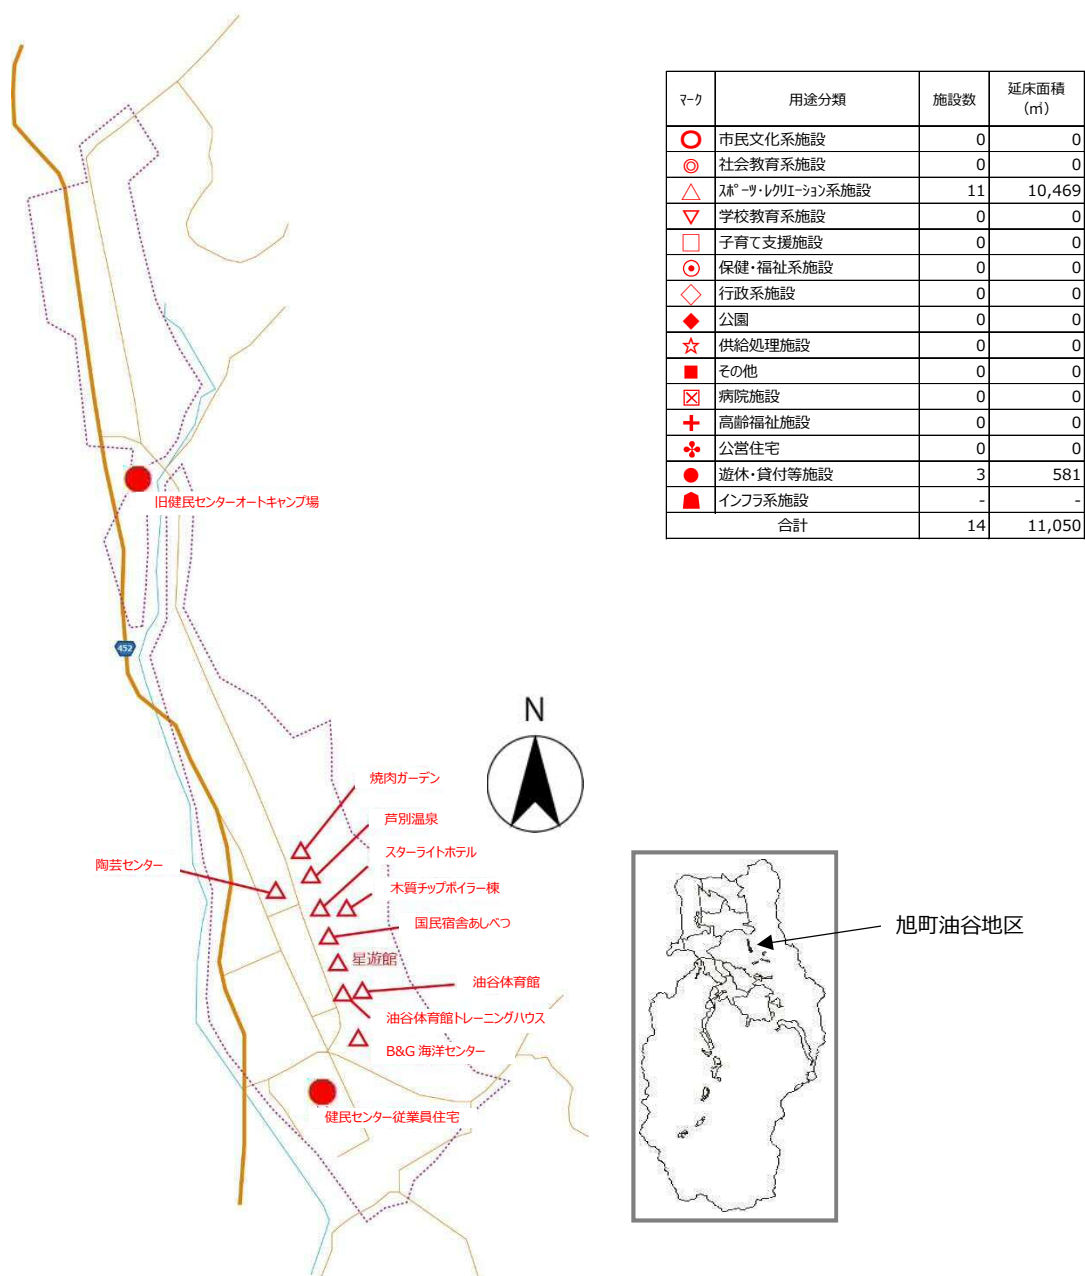 マーク 用途分類 施設数 延床面積
(㎡)
市民文化系施設 0 0
社会教育系施設 0 0
スポーツ・レクリエーション系施設 11 10,469
学校教育系施設 0 0
子育て支援施設 0 0
保健・福祉系施設 0 0
行政系施設 0 0
公園 0 0
供給処理施設 0 0
その他 0 0
病院施設 0 0
高齢福祉施設 0 0
公営住宅 0 0
遊休・貸付等施設 3 581
インフラ系施設 - -
合計 14 11,050
旧健民センターオートキャンプ場
452
N
焼肉ガーデン
芦別温泉
スターライトホテル
陶芸センター
木質チップボイラー棟
国民宿舎あしべつ
星遊館
油谷体育館
油谷体育館トレーニングハウス
B&G 海洋センター
健民センター従業員住宅
旭町油谷地区